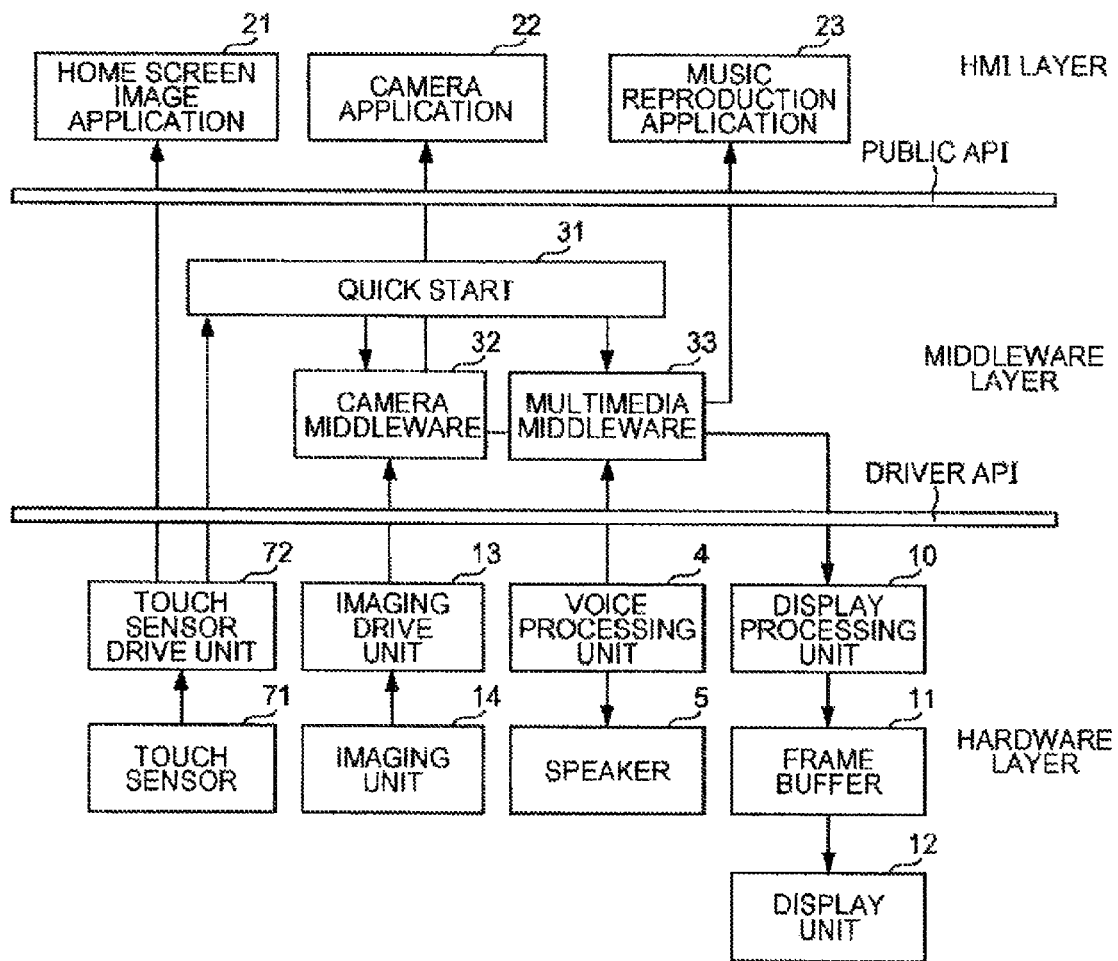 21
22
23
HOME SCREEN
IMAGE
APPLICATION
CAMERA
APPLICATION
MUSIC
REPRODUCTION
APPLICATION
HMI LAYER
PUBLIC API
31
QUICK START
32
33
CAMERA
MIDDLEWARE
MULTIMEDIA
MIDDLEWARE
MIDDLEWARE
LAYER
DRIVER API
72
13
4
10
TOUCH
SENSOR
DRIVE UNIT
IMAGING
DRIVE
UNIT
VOICE
PROCESSING
UNIT
DISPLAY
PROCESSING
UNIT
71
14
5
11
TOUCH
SENSOR
IMAGING
UNIT
SPEAKER
FRAME
BUFFER
HARDWARE
LAYER
12
DISPLAY
UNIT